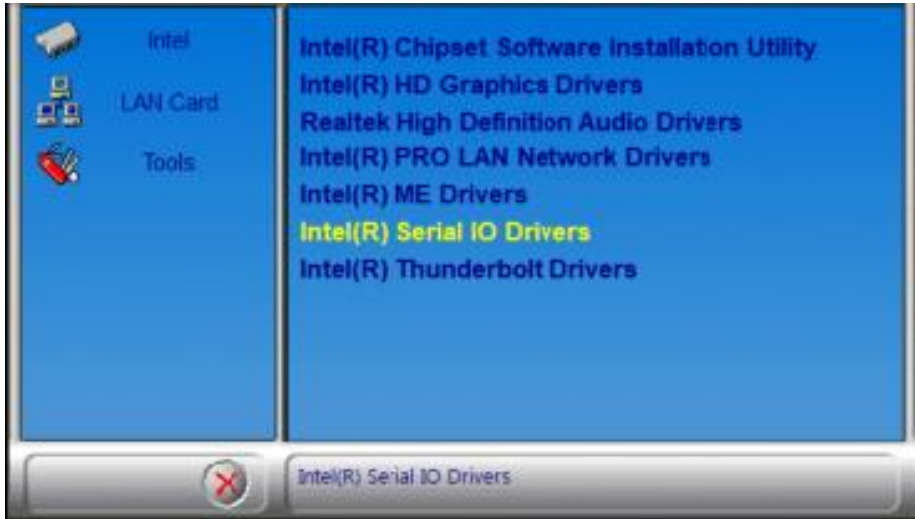 Intel
LAN Card
Tools
Intel(R) Chipset Software Installation Utility
Intel(R) HD Graphics Drivers
Realtek High Definition Audio Drivers
Intel(R) PRO LAN Network Drivers
Intel(R) ME Drivers
Intel(R) Serial IO Drivers
Intel(R) Thunderbolt Drivers
Intel(R) Serial IO Drivers